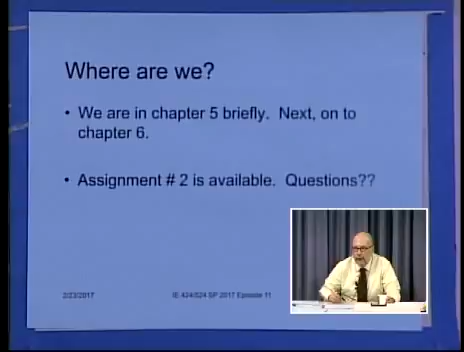 Where are we?
• We are in chapter 5 briefly. Next, on to
chapter 6.
• Assignment # 2 is available. Questions??
2/23/2017
IE 424/524 SP 2017 Episode 11